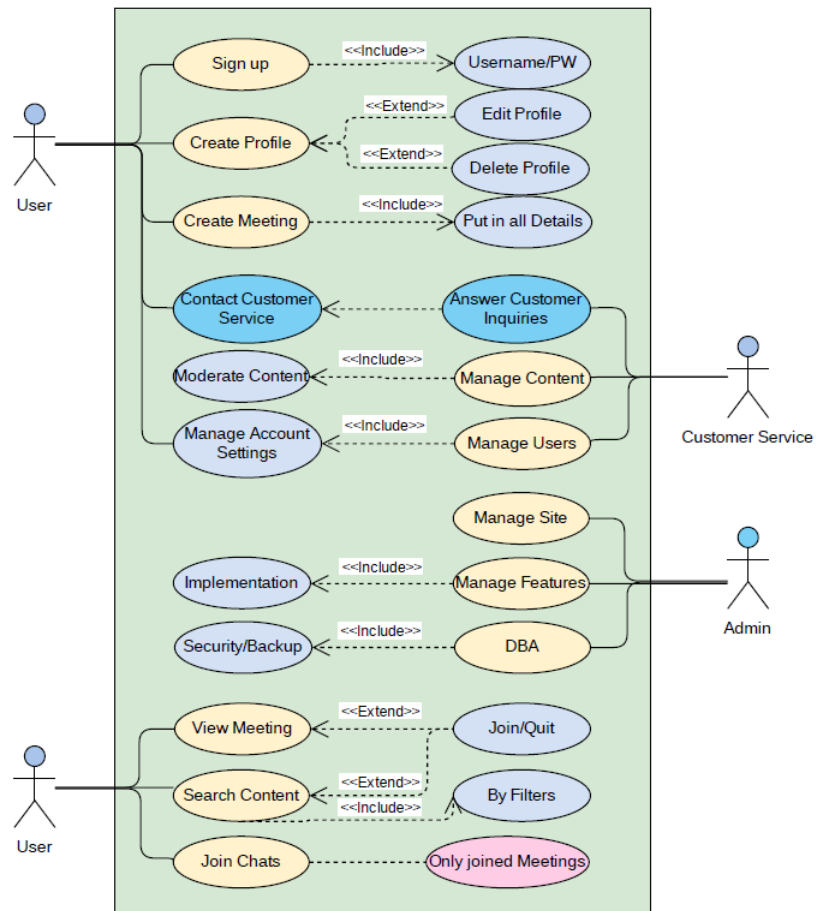 <<Include>>
Sign up
Username/PW
<<Extend>>
Edit Profile
Create Profile
<<Extend>>
Delete Profile
User
<<Include>>
Create Meeting
Put in all Details
Contact Customer
Service
Answer Customer
Inquiries
<<Include>>
Moderate Content
Manage Content
<<Include>>
Manage Account
Settings
Manage Users
Customer Service
Manage Site
<<Include>>
Implementation
Manage Features
Admin
<<Include>>
Security/Backup
DBA
<<Extend>>
View Meeting
Join/Quit
<<Extend>>
Search Content
<<Include>>
By Filters
User
Join Chats
Only joined Meetings